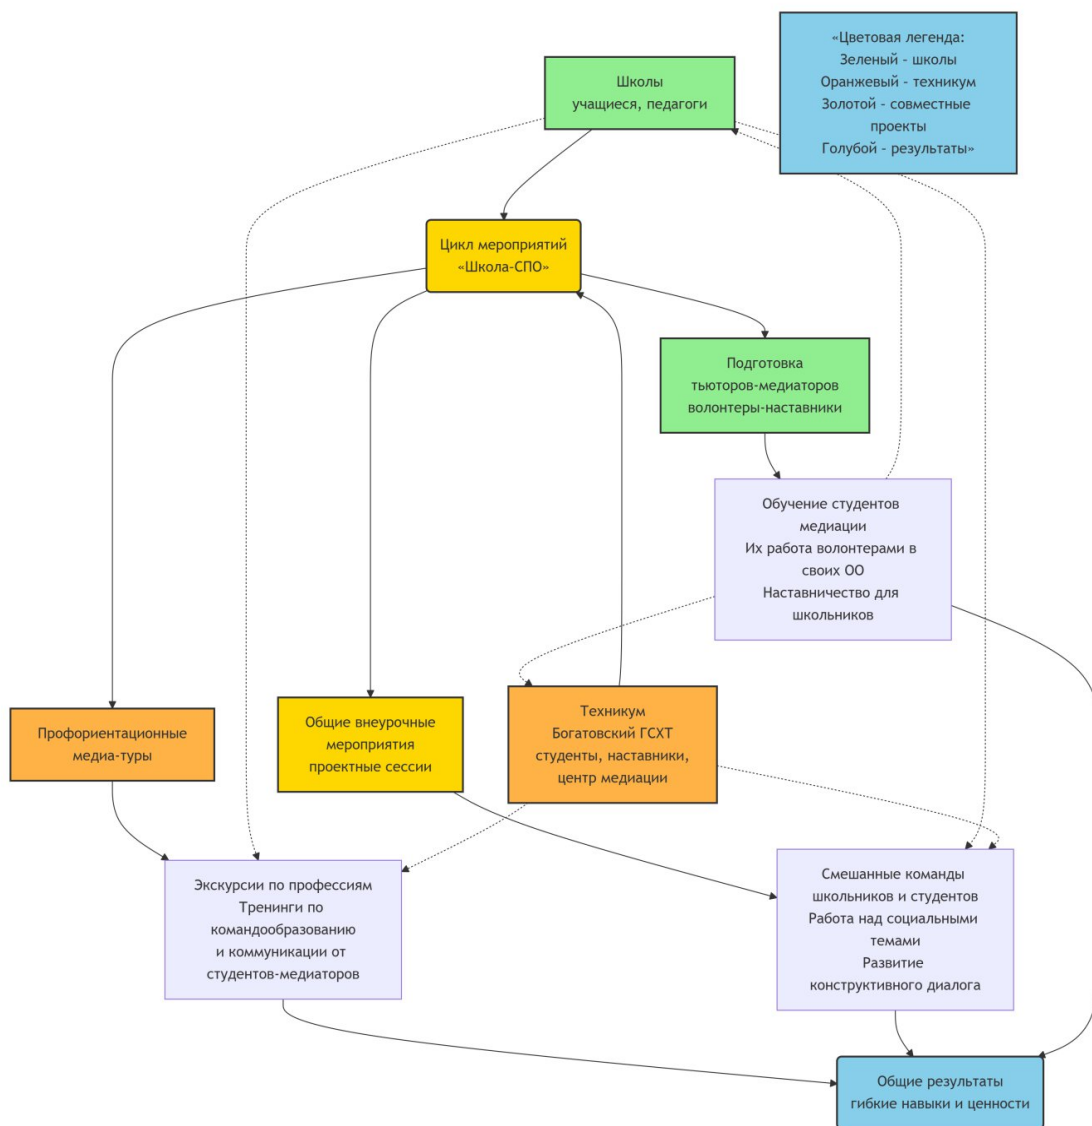 «Цветовая легенда:
Зеленый - школы
Оранжевый - техникум
Золотой - совместные
проекты
Голубой - результаты»
Школы
учащиеся, педагоги
Цикл мероприятий
«Школа-СПО»
Подготовка
тьюторов-медиаторов
волонтеры-наставники
Обучение студентов
медиации
Их работа волонтерами в
своих ОО
Наставничество для
школьников
Профориентационные
медиа-туры
Общие внеурочные
мероприятия
проектные сессии
Техникум
Богатовский ГСХТ
студенты, наставники,
центр медиации
Экскурсии по профессиям
Тренинги по
командообразованию
и коммуникации от
студентов-медиаторов
Смешанные команды
школьников и студентов
Работа над социальными
темами
Развитие
конструктивного диалога
Общие результаты
гибкие навыки и ценности